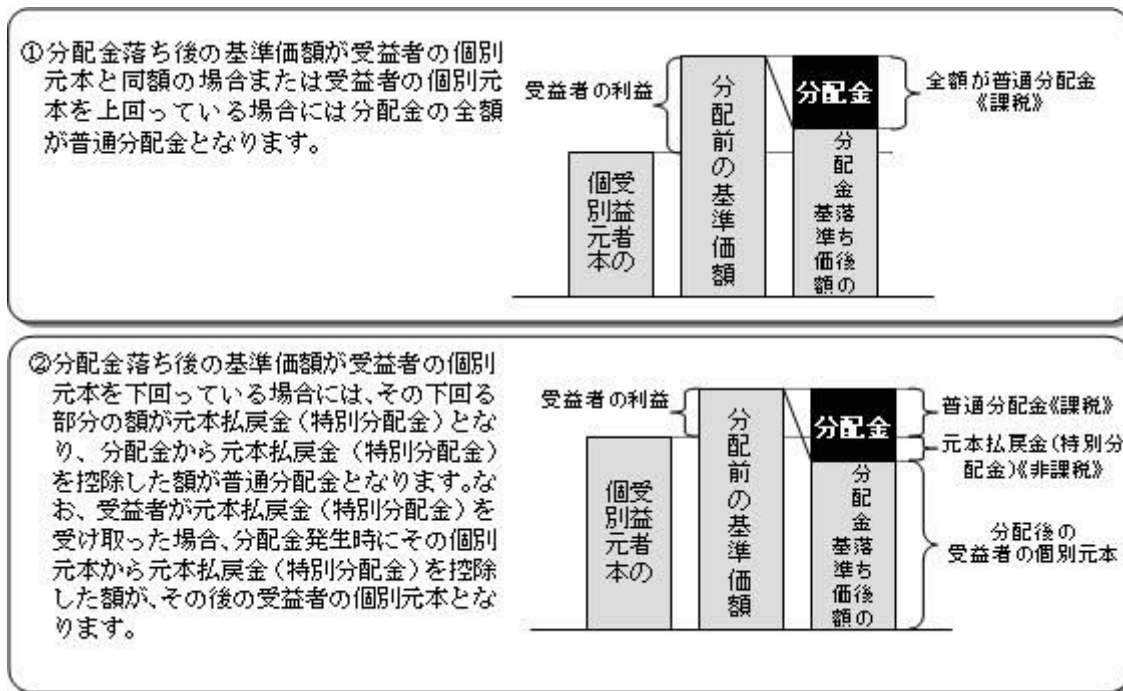 ①分配金落ち後の基準価額が受益者の個別
元本と同額の場合または受益者の個別元
本を上回っている場合には分配金の全額
が普通分配金となります。
受益者の利益
受益者の
個別元本
分配前の基準価額
分配金
分配金落ち後の
基準価額
全額が普通分配金
《課税》
②分配金落ち後の基準価額が受益者の個別
元本を下回っている場合には、その下回る
部分の額が元本払戻金（特別分配金）とな
り、分配金から元本払戻金（特別分配金）
を控除した額が普通分配金となります。な
お、受益者が元本払戻金（特別分配金）を
受け取った場合、分配金発生時にその個別
元本から元本払戻金（特別分配金）を控除
した額が、その後の受益者の個別元本とな
ります。
受益者の利益
受益者の
個別元本
分配前の基準価額
分配金
分配金落ち後の
基準価額
普通分配金《課税》
元本払戻金（特別分
配金）《非課税》
分配後の
受益者の個別元本